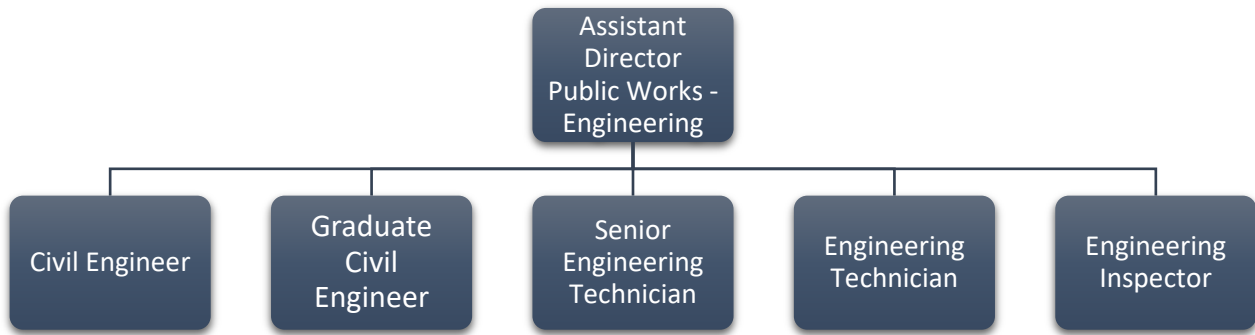 Assistant
Director
Public Works -
Engineering
Civil Engineer
Graduate
Civil
Engineer
Senior
Engineering
Technician
Engineering
Technician
Engineering
Inspector